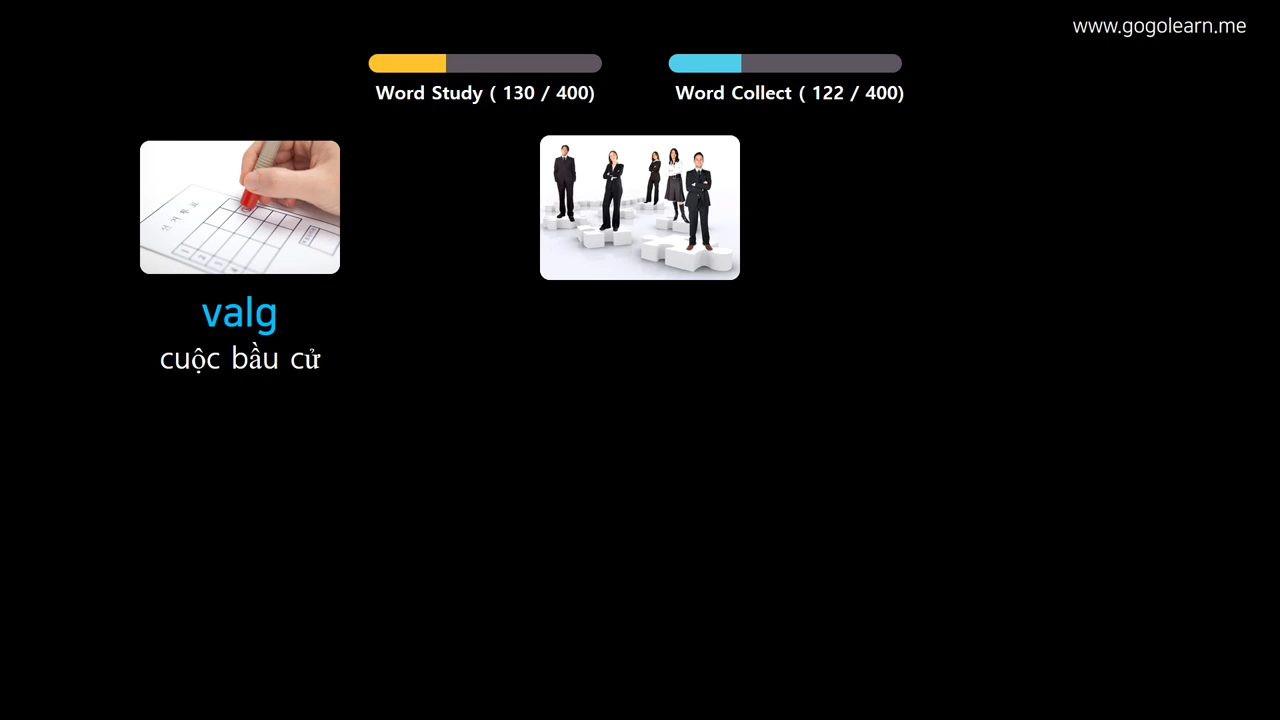 www.gogolearn.me
Word Study ( 130 / 400)
Word Collect ( 122 / 400)
valg
cuộc bầu cử